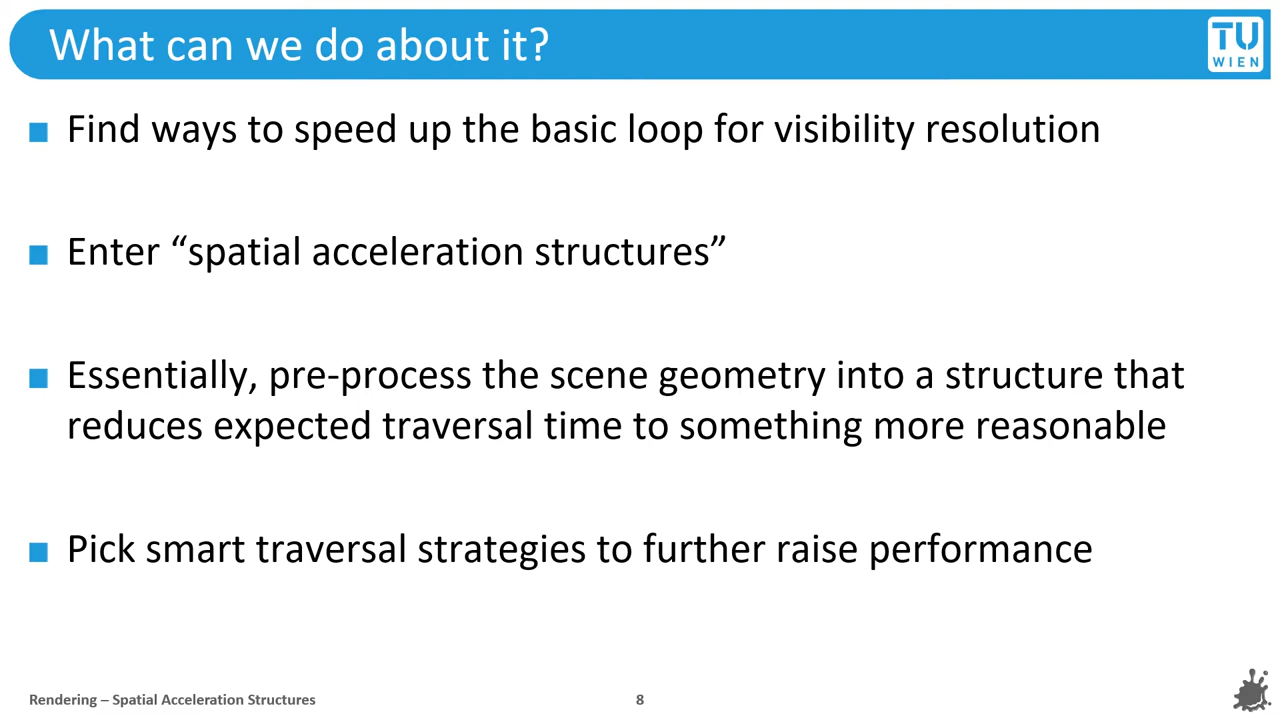 What can we do about it?
TU
WIEN
Find ways to speed up the basic loop for visibility resolution
Enter “spatial acceleration structures”
Essentially, pre-process the scene geometry into a structure that
reduces expected traversal time to something more reasonable
Pick smart traversal strategies to further raise performance
Rendering – Spatial Acceleration Structures
8